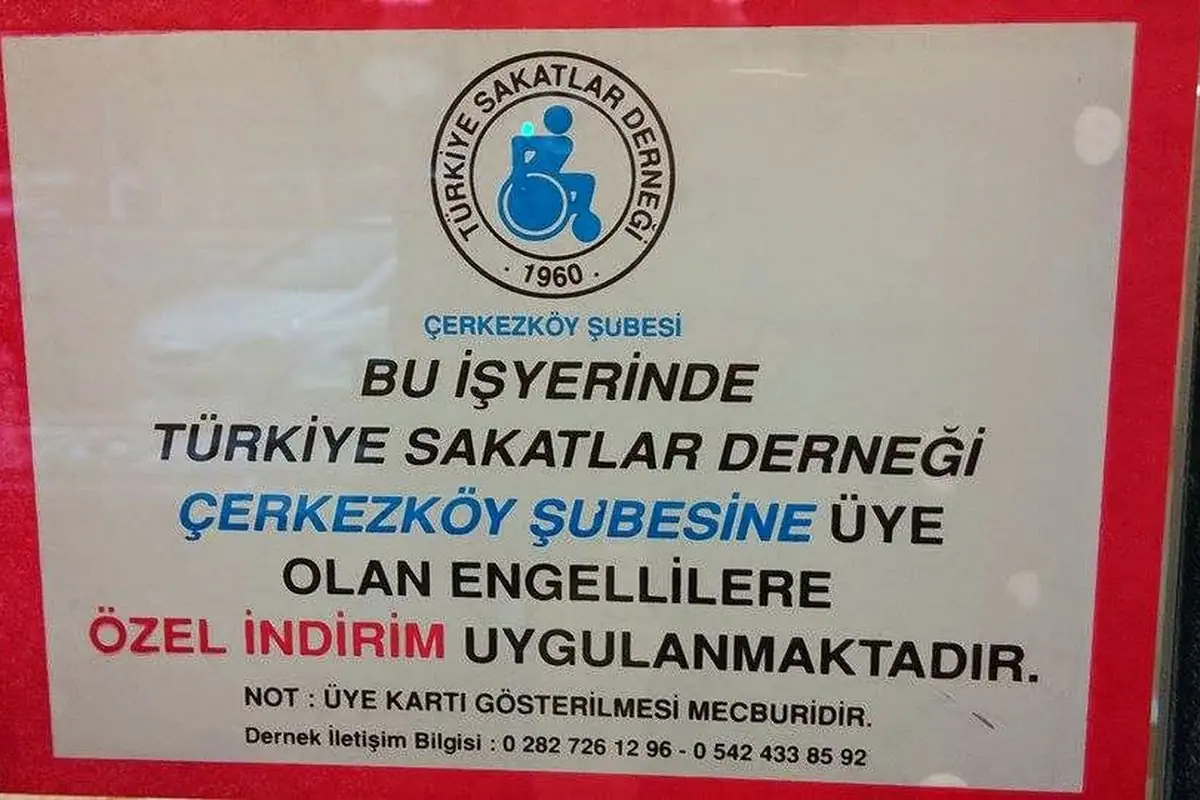 TÜRKİYE SAKATLAR DERNEĞİ
· 1960 ·
ÇERKEZKÖY ŞUBESİ
BU İŞYERİNDE
TÜRKİYE SAKATLAR DERNEĞİ
ÇERKEZKÖY ŞUBESİNE ÜYE
OLAN ENGELLİLERE
ÖZEL İNDİRİM UYGULANMAKTADIR.
NOT : ÜYE KARTI GÖSTERİLMESİ MECBURİDİR.
Dernek İletişim Bilgisi : 0 282 726 12 96 - 0 542 433 85 92